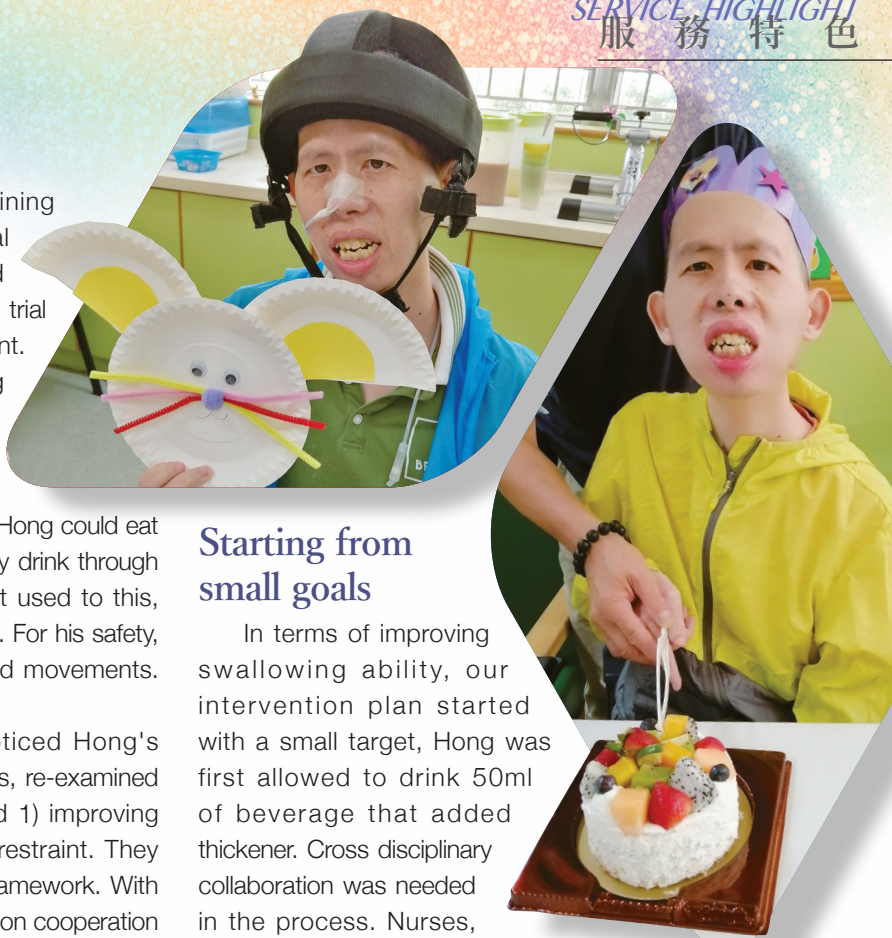 SERVICE HIGHLIGHT
服務特色
ining
al
d
trial
nt.
g
Hong could eat
y drink through
t used to this,
. For his safety,
d movements.
ticed Hong's
s, re-examined
d 1) improving
restraint. They
amework. With
on cooperation
Starting from
small goals
In terms of improving
swallowing ability, our
intervention plan started
with a small target, Hong was
first allowed to drink 50ml
of beverage that added
thickener. Cross disciplinary
collaboration was needed
in the process. Nurses,